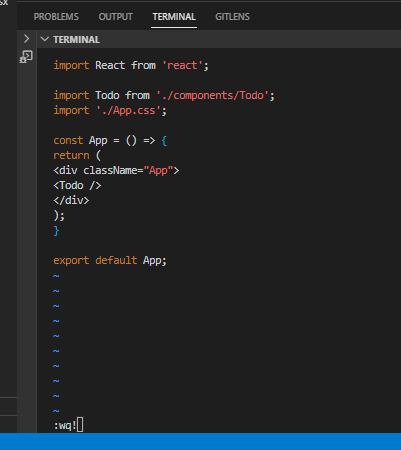 sx
PROBLEMS OUTPUT TERMINAL GITLENS
TERMINAL
import React from 'react';
import Todo from './components/Todo';
import './App.css';
const App = () => {
return (
<div className="App">
<Todo />
</div>
);
}
export default App;
~
~
~
~
~
~
~
~
~
~
:wq!